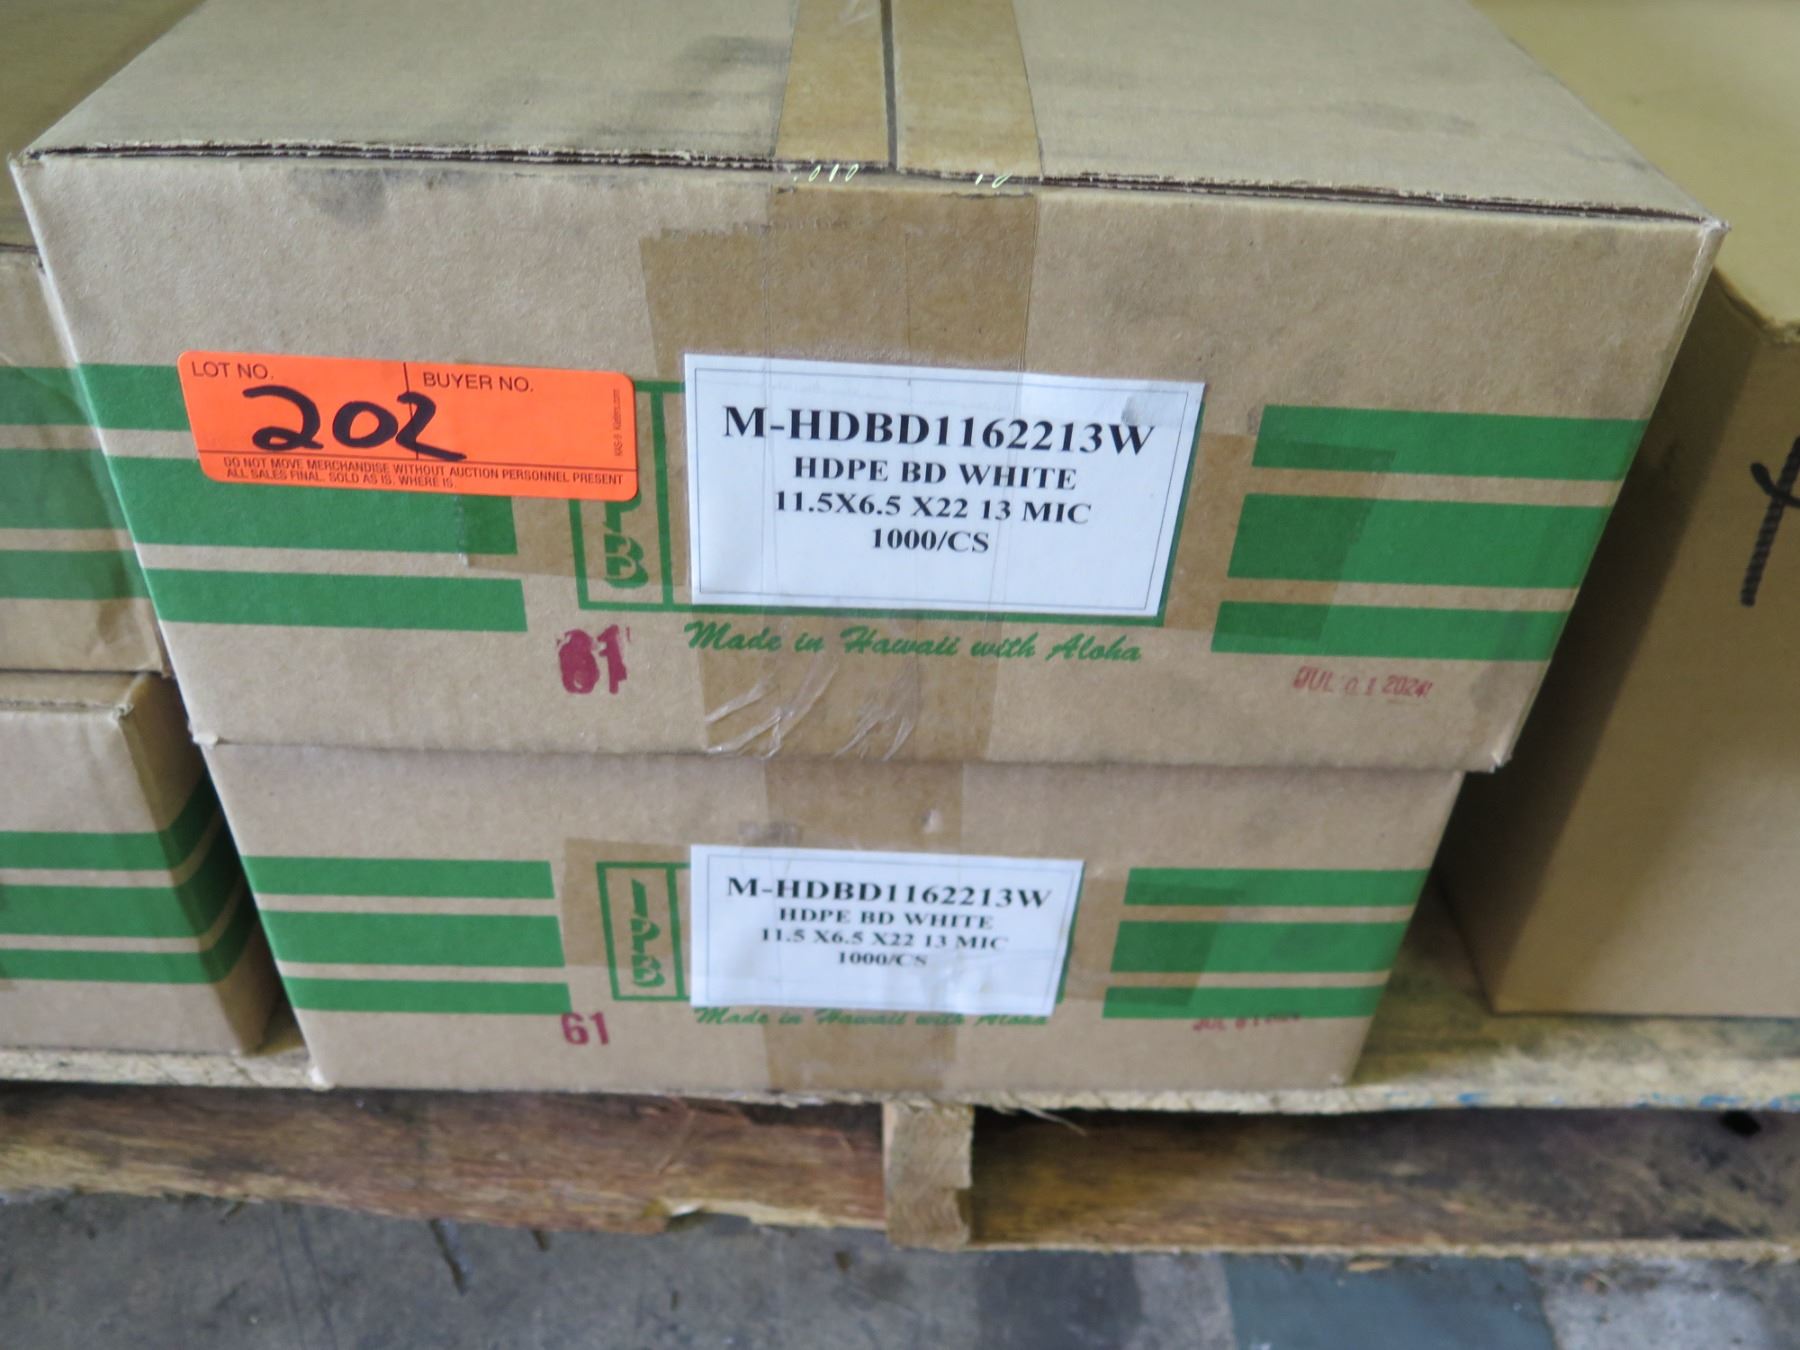 LOT NO.
BUYER NO.
202
DO NOT MOVE MERCHANDISE WITHOUT AUCTION PERSONNEL PRESENT
ALL SALES FINAL. SOLD AS IS, WHERE IS.
M-HDBD1162213W
HDPE BD WHITE
11.5X6.5 X22 13 MIC
1000/CS
Made in Hawaii with Aloha
61
JUL 01 2024
IPB
M-HDBD1162213W
HDPE BD WHITE
11.5 X6.5 X22 13 MIC
1000/CS
Made in Hawaii with Aloha
61